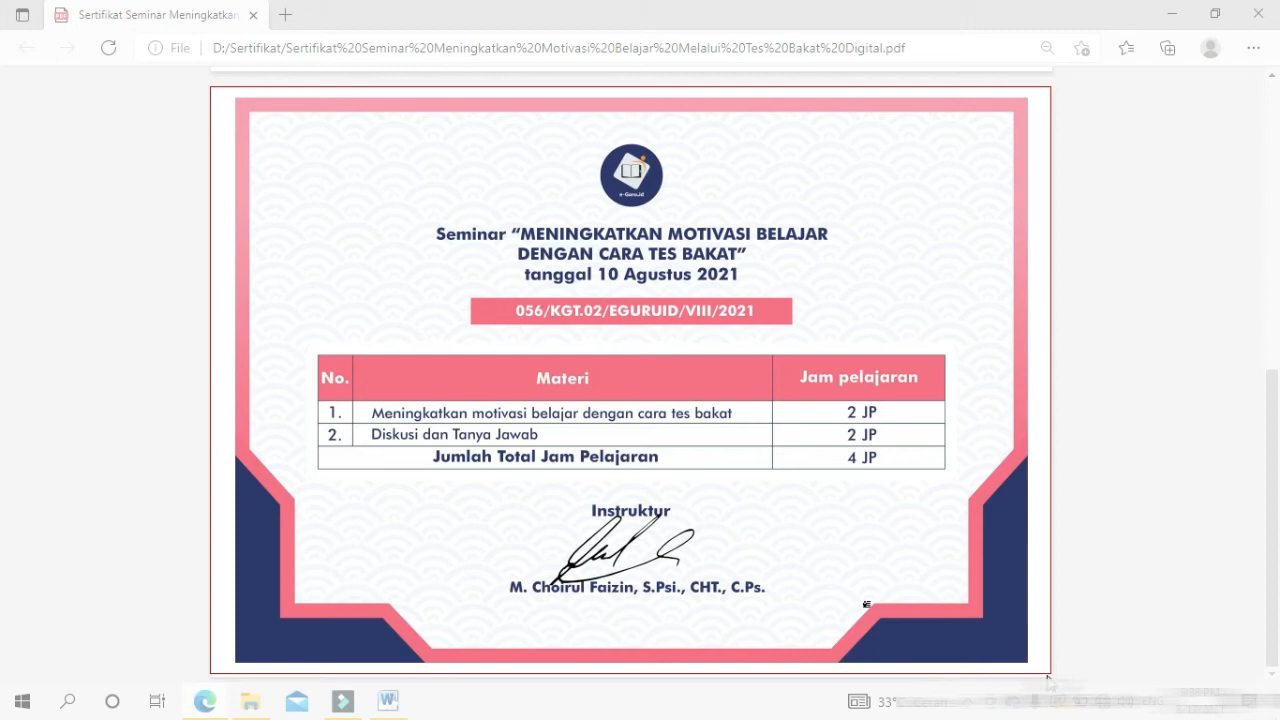 Sertifikat Seminar Meningkatkan
File
D:/Sertifikat/Sertifikat%20Seminar%20Meningkatkan%20Motivasi%20Belajar%20Melalui%20Tes%20Bakat%20Digital.pdf
e-Guru.id
Seminar “MENINGKATKAN MOTIVASI BELAJAR
DENGAN CARA TES BAKAT”
tanggal 10 Agustus 2021
056/KGT.02/EGURUID/VIII/2021
No. Materi Jam pelajaran
1. Meningkatkan motivasi belajar dengan cara tes bakat 2 JP
2. Diskusi dan Tanya Jawab 2 JP
Jumlah Total Jam Pelajaran 4 JP
Instruktur
M. Choirul Faizin, S.Psi., CHT., C.Ps.
33°